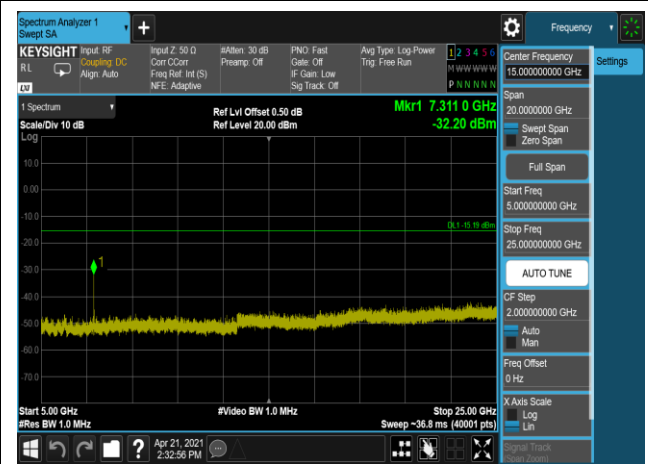 Spectrum Analyzer 1
Swept SA
Frequency
KEYSIGHT
RL
LXI
Input: RF
Coupling: DC
Align: Auto
Input Z: 50 Ω
Corr CCorr
Freq Ref: Int (S)
NFE: Adaptive
#Atten: 30 dB
Preamp: Off
PNO: Fast
Gate: Off
IF Gain: Low
Sig Track: Off
Avg Type: Log-Power
Trig: Free Run
1 2 3 4 5 6
M W W W W W
P N N N N N
1 Spectrum
Scale/Div 10 dB
Log
Ref Lvl Offset 0.50 dB
Ref Level 20.00 dBm
Mkr1 7.311 0 GHz
-32.20 dBm
10.0
0.00
-10.0
DL1 -15.19 dBm
-20.0
1
-30.0
-40.0
-50.0
-60.0
-70.0
Start 5.00 GHz
#Res BW 1.0 MHz
#Video BW 1.0 MHz
Stop 25.00 GHz
Sweep ~36.8 ms (40001 pts)
Apr 21, 2021
2:32:56 PM
Center Frequency
15.000000000 GHz
Settings
Span
20.0000000 GHz
Swept Span
Zero Span
Full Span
Start Freq
5.000000000 GHz
Stop Freq
25.000000000 GHz
AUTO TUNE
CF Step
2.000000000 GHz
Auto
Man
Freq Offset
0 Hz
X Axis Scale
Log
Lin
Signal Track
(Span Zoom)